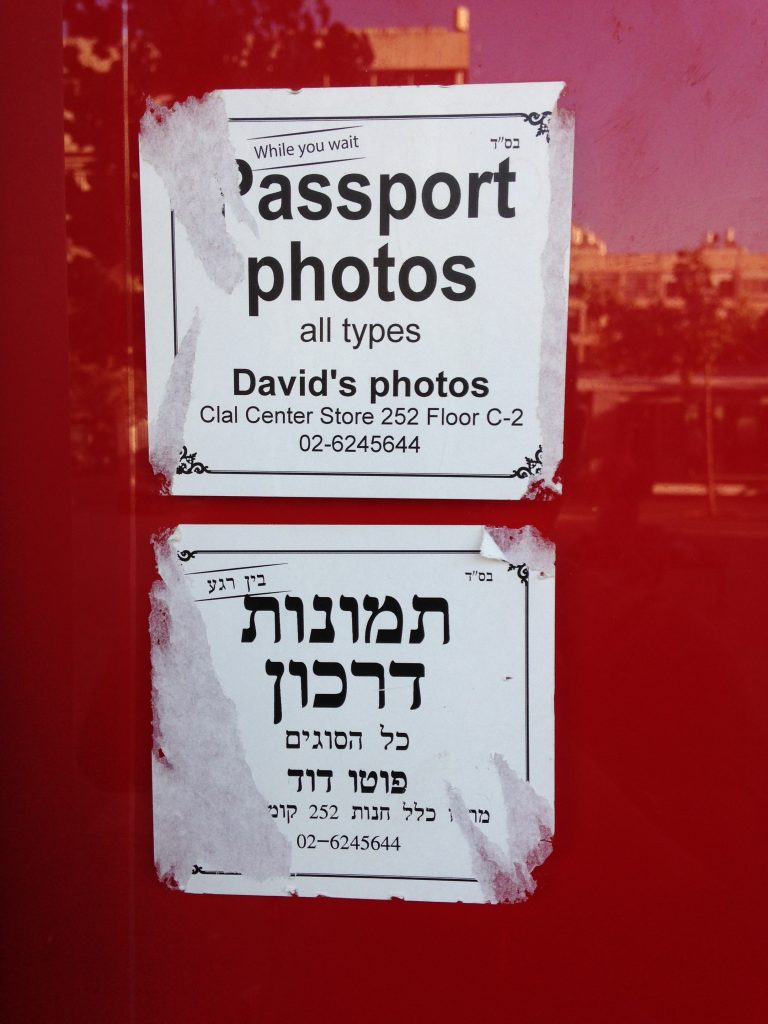 While you wait
בס"ד
Passport
photos
all types
David's photos
Clal Center Store 252 Floor C-2
02-6245644
בין רגע
בס"ד
תמונות
דרכון
כל הסוגים
פוטו דוד
כלל חנות 252
02-6245644